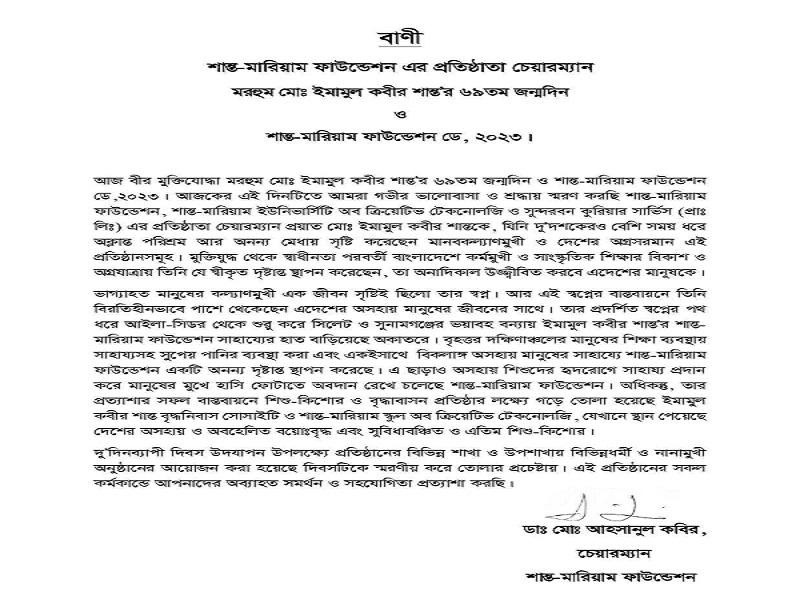 বাণী
শান্ত-মারিয়াম ফাউন্ডেশন এর প্রতিষ্ঠাতা চেয়ারম্যান
মরহুম মোঃ ইমামুল কবীর শান্ত'র ৬৯তম জন্মদিন
ও
শান্ত-মারিয়াম ফাউন্ডেশন ডে, ২০২৩ ।
আজ বীর মুক্তিযোদ্ধা মরহুম মোঃ ইমামুল কবীর শান্ত'র ৬৯তম জন্মদিন ও শান্ত-মারিয়াম ফাউন্ডেশন
ডে,২০২৩ । আজকের এই দিনটিতে আমরা গভীর ভালোবাসা ও শ্রদ্ধায় স্মরণ করছি শান্ত-মারিয়াম
ফাউন্ডেশন, শান্ত-মারিয়াম ইউনিভার্সিটি অব ক্রিয়েটিভ টেকনোলজি ও সুন্দরবন কুরিয়ার সার্ভিস (প্রাঃ
লিঃ) এর প্রতিষ্ঠাতা চেয়ারম্যান প্রয়াত মোঃ ইমামুল কবীর শান্তকে, যিনি দু'দশকেরও বেশি সময় ধরে
অক্লান্ত পরিশ্রম আর অনন্য মেধায় সৃষ্টি করেছেন মানবকল্যাণমুখী ও দেশের অগ্রসরমান এই
প্রতিষ্ঠানসমূহ । মুক্তিযুদ্ধ থেকে স্বাধীনতা পরবর্তী বাংলাদেশে কর্মমুখী ও সাংস্কৃতিক শিক্ষার বিকাশ ও
অগ্রযাত্রায় তিনি যে স্বীকৃত দৃষ্টান্ত স্থাপন করেছেন, তা অনাদিকাল উজ্জীবিত করবে এদেশের মানুষকে ।
ভাগ্যাহত মানুষের কল্যাণমুখী এক জীবন সৃষ্টিই ছিলো তার স্বপ্ন । আর এই স্বপ্নের বাস্তবায়নে তিনি
বিরতিহীনভাবে পাশে থেকেছেন এদেশের অসহায় মানুষের জীবনের সাথে । তার প্রদর্শিত স্বপ্নের পথ
ধরে আইলা-সিডর থেকে শুরু করে সিলেট ও সুনামগঞ্জের ভয়াবহ বন্যায় ইমামুল কবীর শান্ত'র শান্ত-
মারিয়াম ফাউন্ডেশন সাহায্যের হাত বাড়িয়েছে অকাতরে । বৃহত্তর দক্ষিণাঞ্চলের মানুষের শিক্ষা ব্যবস্থায়
সাহায্যসহ সুপেয় পানির ব্যবস্থা করা এবং একইসাথে বিকলাঙ্গ অসহায় মানুষের সাহায্যে শান্ত-মারিয়াম
ফাউন্ডেশন একটি অনন্য দৃষ্টান্ত স্থাপন করেছে । এ ছাড়াও অসহায় শিশুদের হৃদরোগে সাহায্য প্রদান
করে মানুষের মুখে হাসি ফোটাতে অবদান রেখে চলেছে শান্ত-মারিয়াম ফাউন্ডেশন । অধিকন্তু, তার
প্রত্যাশার সফল বাস্তবায়নে শিশু-কিশোর ও বৃদ্ধাবাসন প্রতিষ্ঠার লক্ষ্যে গড়ে তোলা হয়েছে ইমামুল
কবীর শান্ত বৃদ্ধনিবাস সোসাইটি ও শান্ত-মারিয়াম স্কুল অব ক্রিয়েটিভ টেকনোলজি, যেখানে স্থান পেয়েছে
দেশের অসহায় ও অবহেলিত বয়োঃবৃদ্ধ এবং সুবিধাবঞ্চিত ও এতিম শিশু-কিশোর ।
দু'দিনব্যাপী দিবস উদযাপন উপলক্ষ্যে প্রতিষ্ঠানের বিভিন্ন শাখা ও উপশাখায় বিভিন্নধর্মী ও নানামুখী
অনুষ্ঠানের আয়োজন করা হয়েছে দিবসটিকে স্মরণীয় করে তোলার প্রচেষ্টায় । এই প্রতিষ্ঠানের সকল
কর্মকান্ডে আপনাদের অব্যাহত সমর্থন ও সহযোগিতা প্রত্যাশা করছি ।
ডাঃ মোঃ আহসানুল কবির,
চেয়ারম্যান
শান্ত-মারিয়াম ফাউন্ডেশন